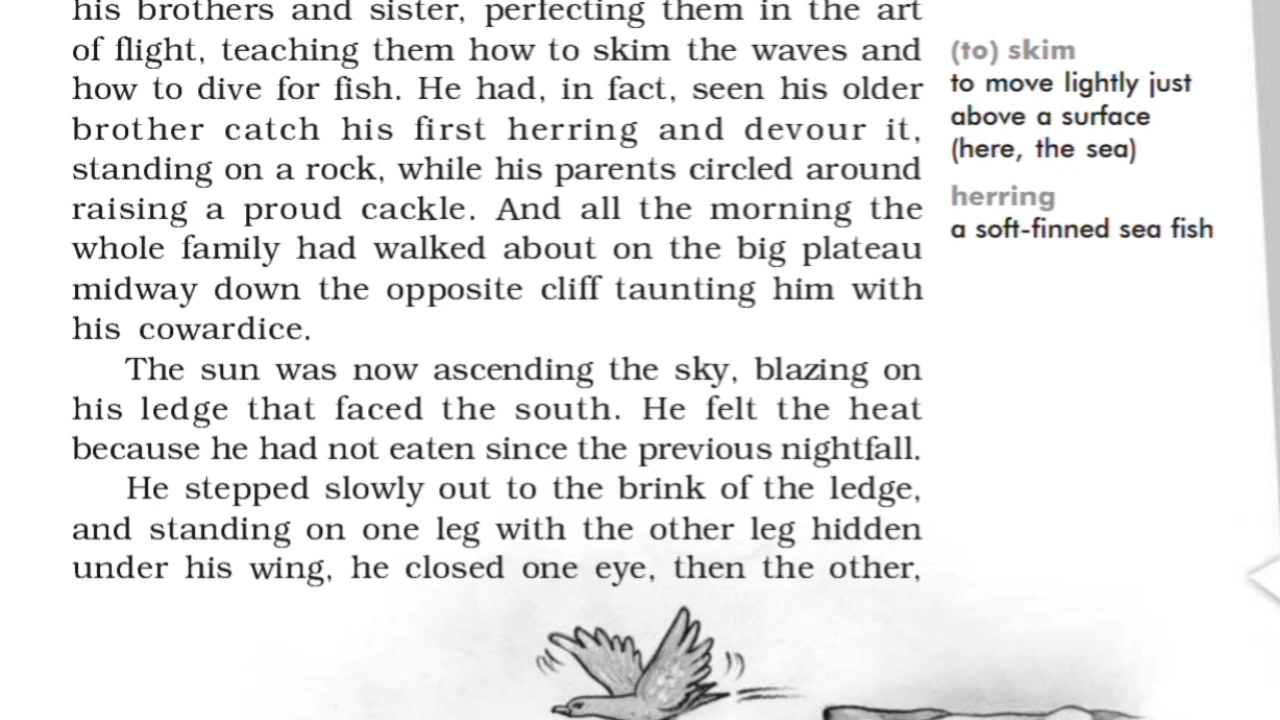 his brothers and sister, perfecting them in the art
of flight, teaching them how to skim the waves and
how to dive for fish. He had, in fact, seen his older
brother catch his first herring and devour it,
standing on a rock, while his parents circled around
raising a proud cackle. And all the morning the
whole family had walked about on the big plateau
midway down the opposite cliff taunting him with
his cowardice.
The sun was now ascending the sky, blazing on
his ledge that faced the south. He felt the heat
because he had not eaten since the previous nightfall.
He stepped slowly out to the brink of the ledge,
and standing on one leg with the other leg hidden
under his wing, he closed one eye, then the other,
(to) skim
to move lightly just
above a surface
(here, the sea)
herring
a soft-finned sea fish